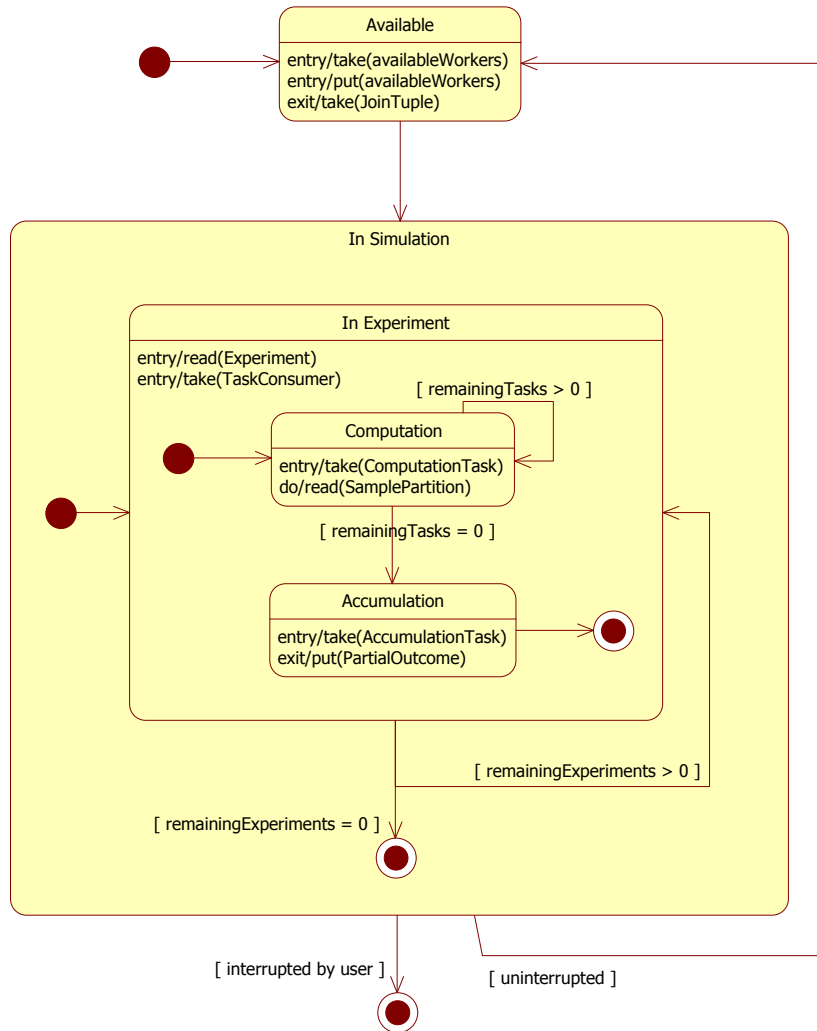 Available
entry/take(availableWorkers)
entry/put(availableWorkers)
exit/take(JoinTuple)
In Simulation
In Experiment
entry/read(Experiment)
entry/take(TaskConsumer)
[ remainingTasks > 0 ]
Computation
entry/take(ComputationTask)
do/read(SamplePartition)
[ remainingTasks = 0 ]
Accumulation
entry/take(AccumulationTask)
exit/put(PartialOutcome)
[ remainingExperiments > 0 ]
[ remainingExperiments = 0 ]
[ interrupted by user ]
[ uninterrupted ]